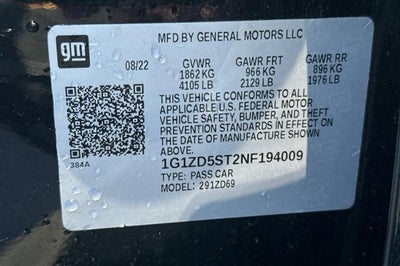 gm
MFD BY GENERAL MOTORS LLC
08/22 GVWR GAWR FRT GAWR RR
1862 KG 966 KG 896 KG
4105 LB 2129 LB 1976 LB
THIS VEHICLE CONFORMS TO ALL
APPLICABLE U.S. FEDERAL MOTOR
VEHICLE SAFETY, BUMPER, AND THEFT
PREVENTION STANDARDS IN EFFECT ON
THE DATE OF MANUFACTURE SHOWN
ABOVE.
384A
1G1ZD5ST2NF194009
TYPE: PASS CAR
MODEL: 291ZD69